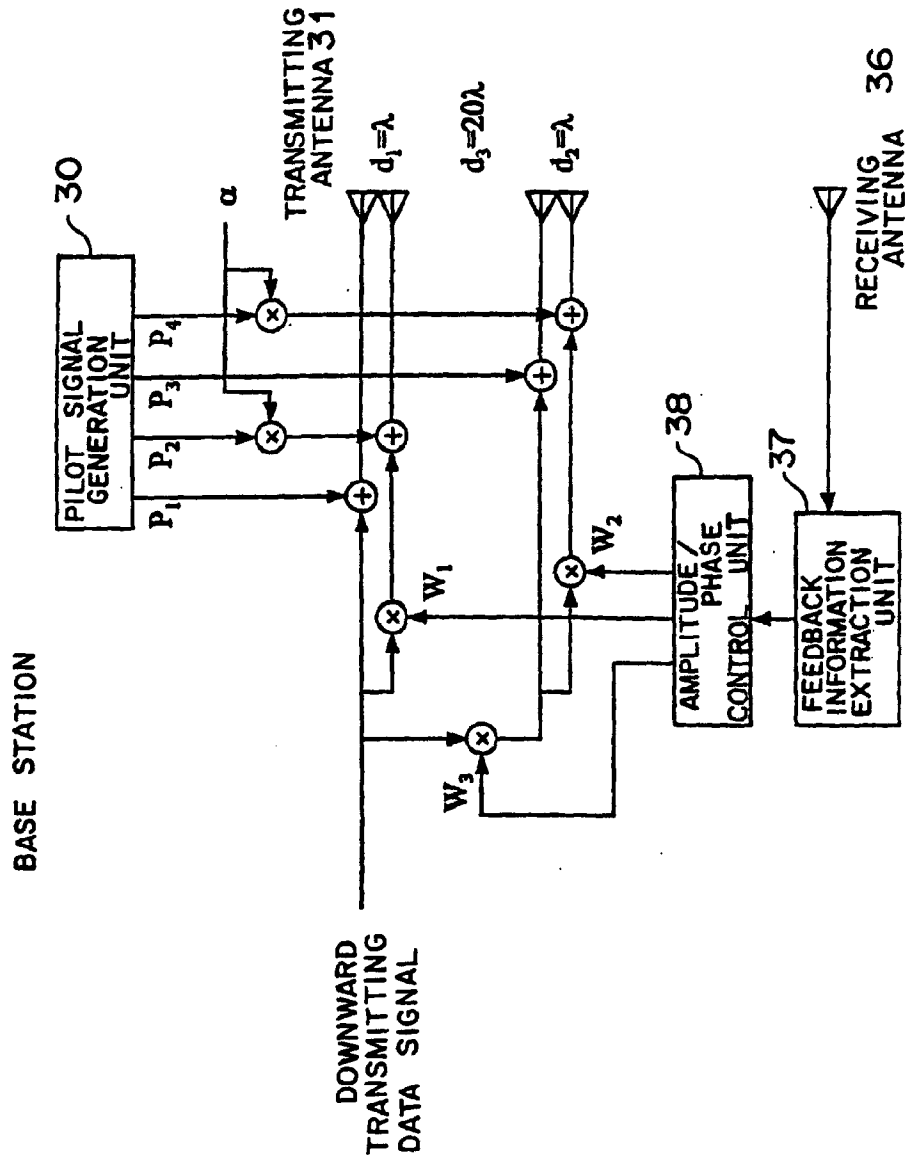 BASE STATION
PILOT SIGNAL
GENERATION
UNIT
30
P₁
P₂
P₃
P₄
α
TRANSMITTING
ANTENNA 31
d₁=λ
d₃=20λ
d₂=λ
DOWNWARD
TRANSMITTING
DATA SIGNAL
W₁
W₂
W₃
AMPLITUDE/
PHASE
CONTROL UNIT
38
FEEDBACK
INFORMATION
EXTRACTION
UNIT
37
RECEIVING
ANTENNA 36